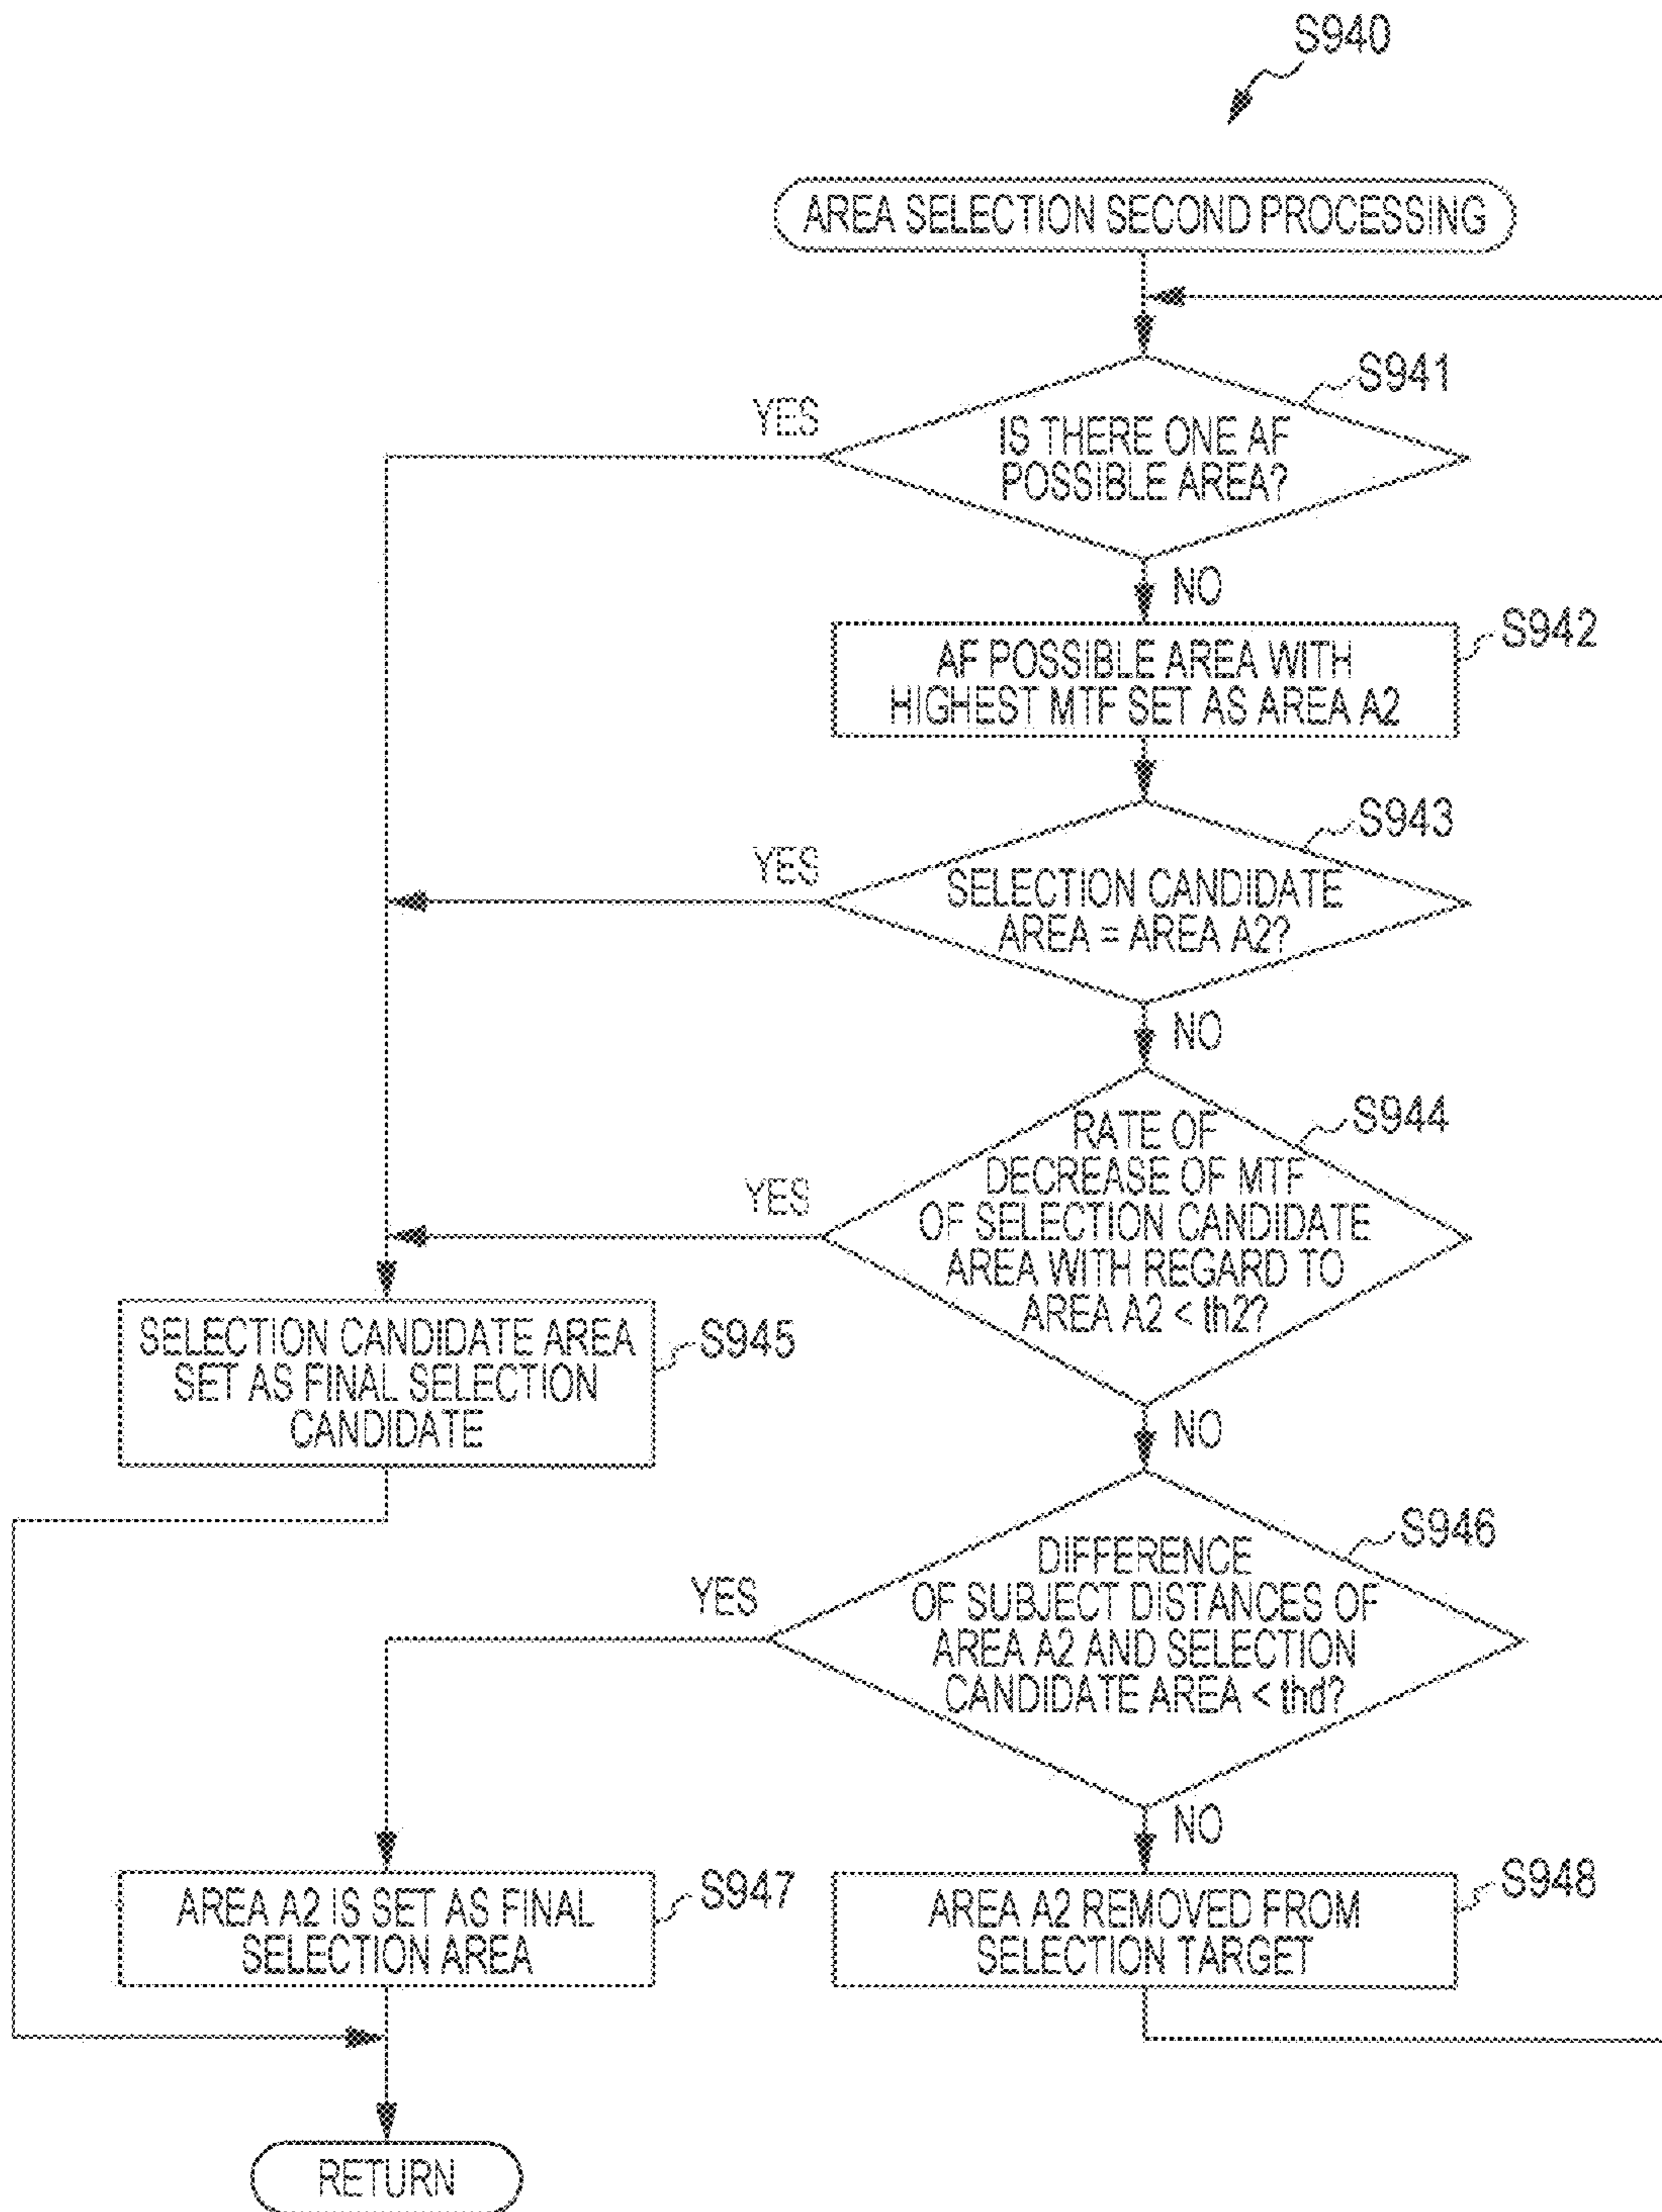 S940
AREA SELECTION SECOND PROCESSING
S941
YES
IS THERE ONE AF
POSSIBLE AREA?
NO
S942
AF POSSIBLE AREA WITH
HIGHEST MTF SET AS AREA A2
S943
YES
SELECTION CANDIDATE
AREA = AREA A2?
NO
S944
YES
RATE OF
DECREASE OF MTF
OF SELECTION CANDIDATE
AREA WITH REGARD TO
AREA A2 < th2?
SELECTION CANDIDATE AREA
SET AS FINAL SELECTION
CANDIDATE
S945
NO
S946
YES
DIFFERENCE
OF SUBJECT DISTANCES OF
AREA A2 AND SELECTION
CANDIDATE AREA < thd?
NO
AREA A2 IS SET AS FINAL
SELECTION AREA
S947
AREA A2 REMOVED FROM
SELECTION TARGET
S948
RETURN